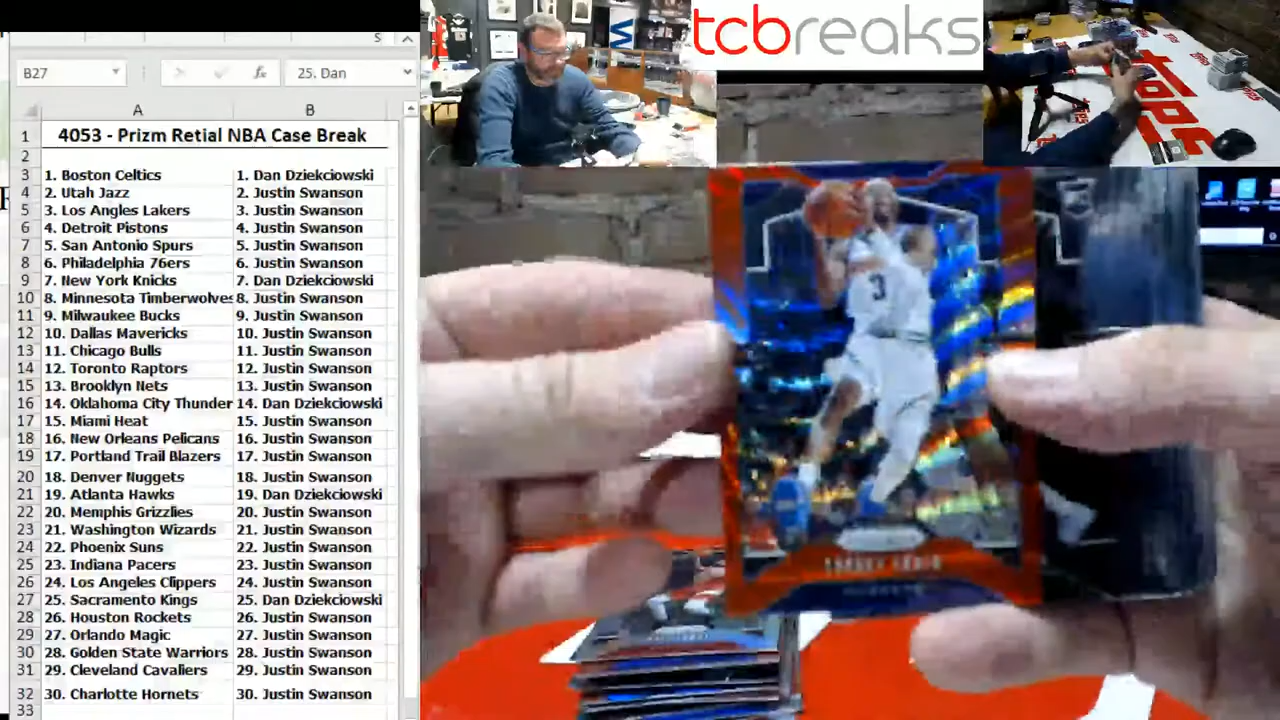 S
B27
fx
25. Dan
A
B
1 4053 - Prizm Retial NBA Case Break
2
3 1. Boston Celtics 1. Dan Dziekciowski
4 2. Utah Jazz 2. Justin Swanson
5 3. Los Angles Lakers 3. Justin Swanson
6 4. Detroit Pistons 4. Justin Swanson
7 5. San Antonio Spurs 5. Justin Swanson
8 6. Philadelphia 76ers 6. Justin Swanson
9 7. New York Knicks 7. Dan Dziekciowski
10 8. Minnesota Timberwolves 8. Justin Swanson
11 9. Milwaukee Bucks 9. Justin Swanson
12 10. Dallas Mavericks 10. Justin Swanson
13 11. Chicago Bulls 11. Justin Swanson
14 12. Toronto Raptors 12. Justin Swanson
15 13. Brooklyn Nets 13. Justin Swanson
16 14. Oklahoma City Thunder 14. Dan Dziekciowski
17 15. Miami Heat 15. Justin Swanson
18 16. New Orleans Pelicans 16. Justin Swanson
19 17. Portland Trail Blazers 17. Justin Swanson
20 18. Denver Nuggets 18. Justin Swanson
21 19. Atlanta Hawks 19. Dan Dziekciowski
22 20. Memphis Grizzlies 20. Justin Swanson
23 21. Washington Wizards 21. Justin Swanson
24 22. Phoenix Suns 22. Justin Swanson
25 23. Indiana Pacers 23. Justin Swanson
26 24. Los Angeles Clippers 24. Justin Swanson
27 25. Sacramento Kings 25. Dan Dziekciowski
28 26. Houston Rockets 26. Justin Swanson
29 27. Orlando Magic 27. Justin Swanson
30 28. Golden State Warriors 28. Justin Swanson
31 29. Cleveland Cavaliers 29. Justin Swanson
32 30. Charlotte Hornets 30. Justin Swanson
33
tcbreaks
W
topps
3